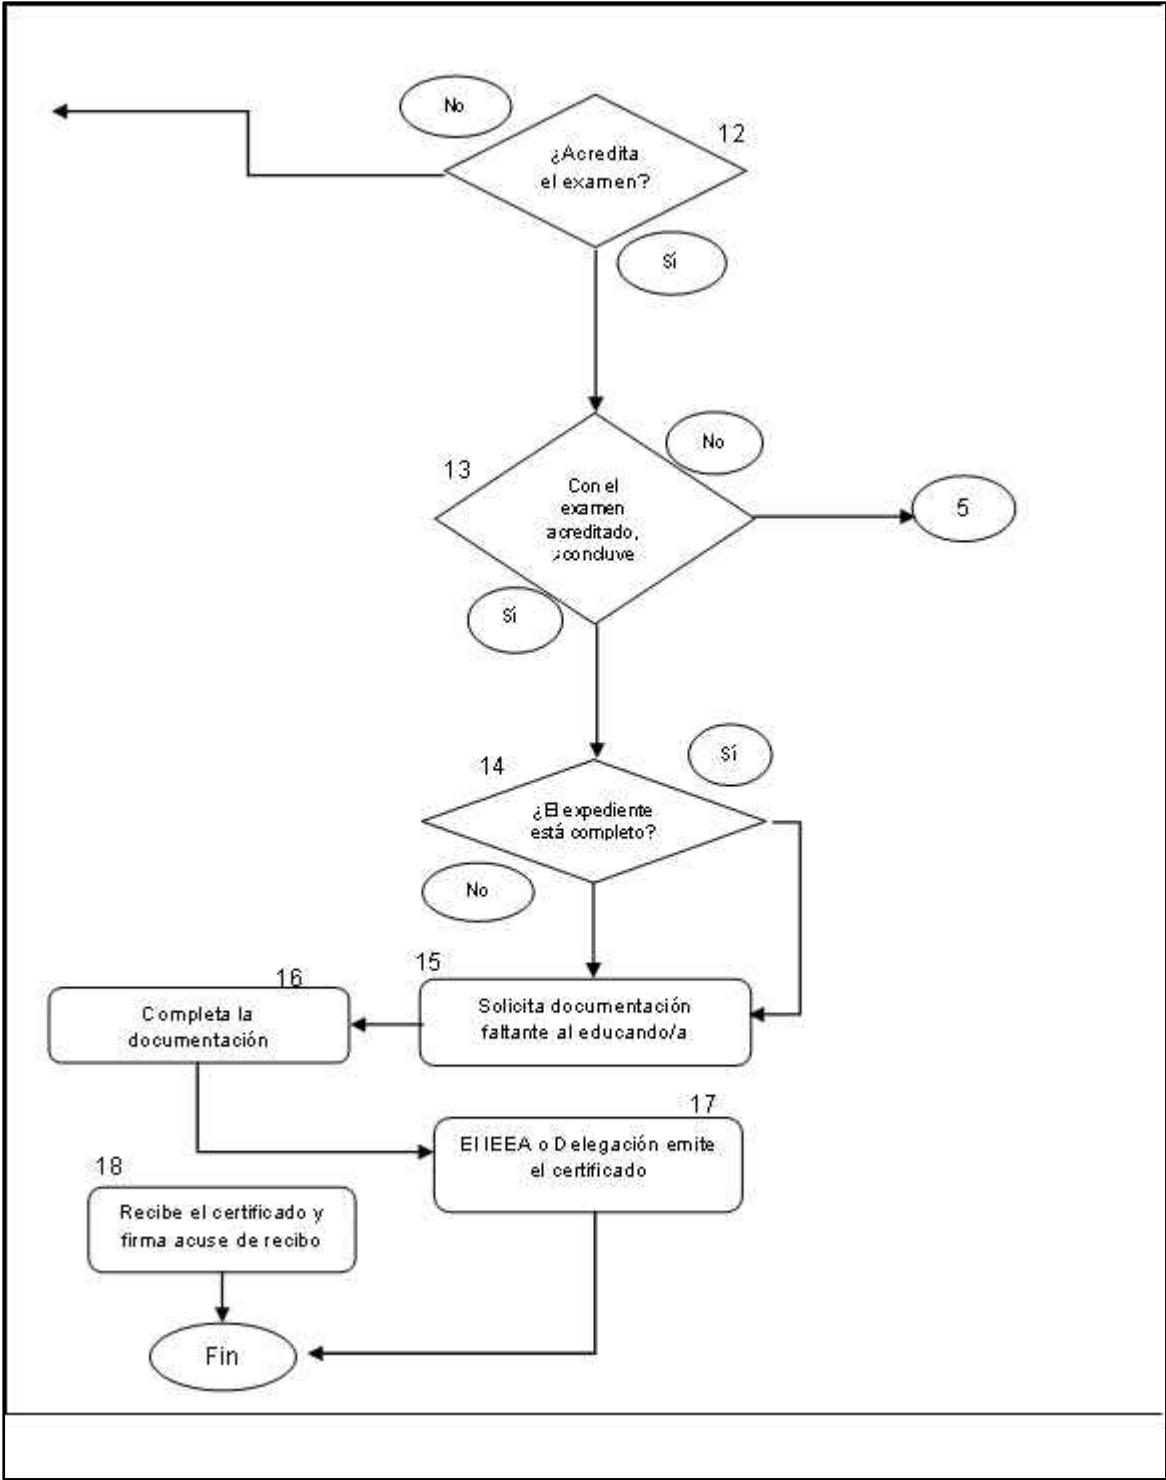 No
12
¿Acredita
el examen?
Sí
No
13
Con el
examen
acreditado,
¿concluye
5
Sí
Sí
14
¿El expediente
está completo?
No
15
16
Solicita documentación
faltante al educando/a
Completa la
documentación
17
El IEEA o Delegación emite
el certificado
18
Recibe el certificado y
firma acuse de recibo
Fin